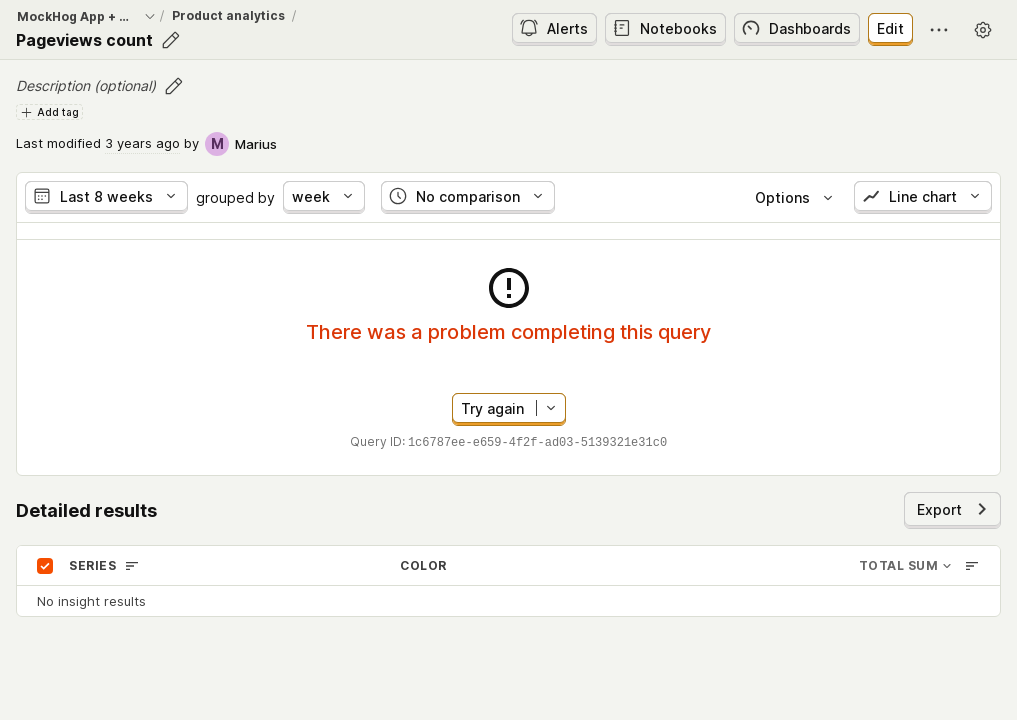 MockHog App + ... / Product analytics /
Pageviews count
Alerts Notebooks Dashboards Edit
Description (optional)
Add tag
Last modified 3 years ago by M Marius
Last 8 weeks grouped by week No comparison Options Line chart
There was a problem completing this query
Try again
Query ID: 1c6787ee-e659-4f2f-ad03-5139321e31c0
Detailed results Export
SERIES COLOR TOTAL SUM
No insight results